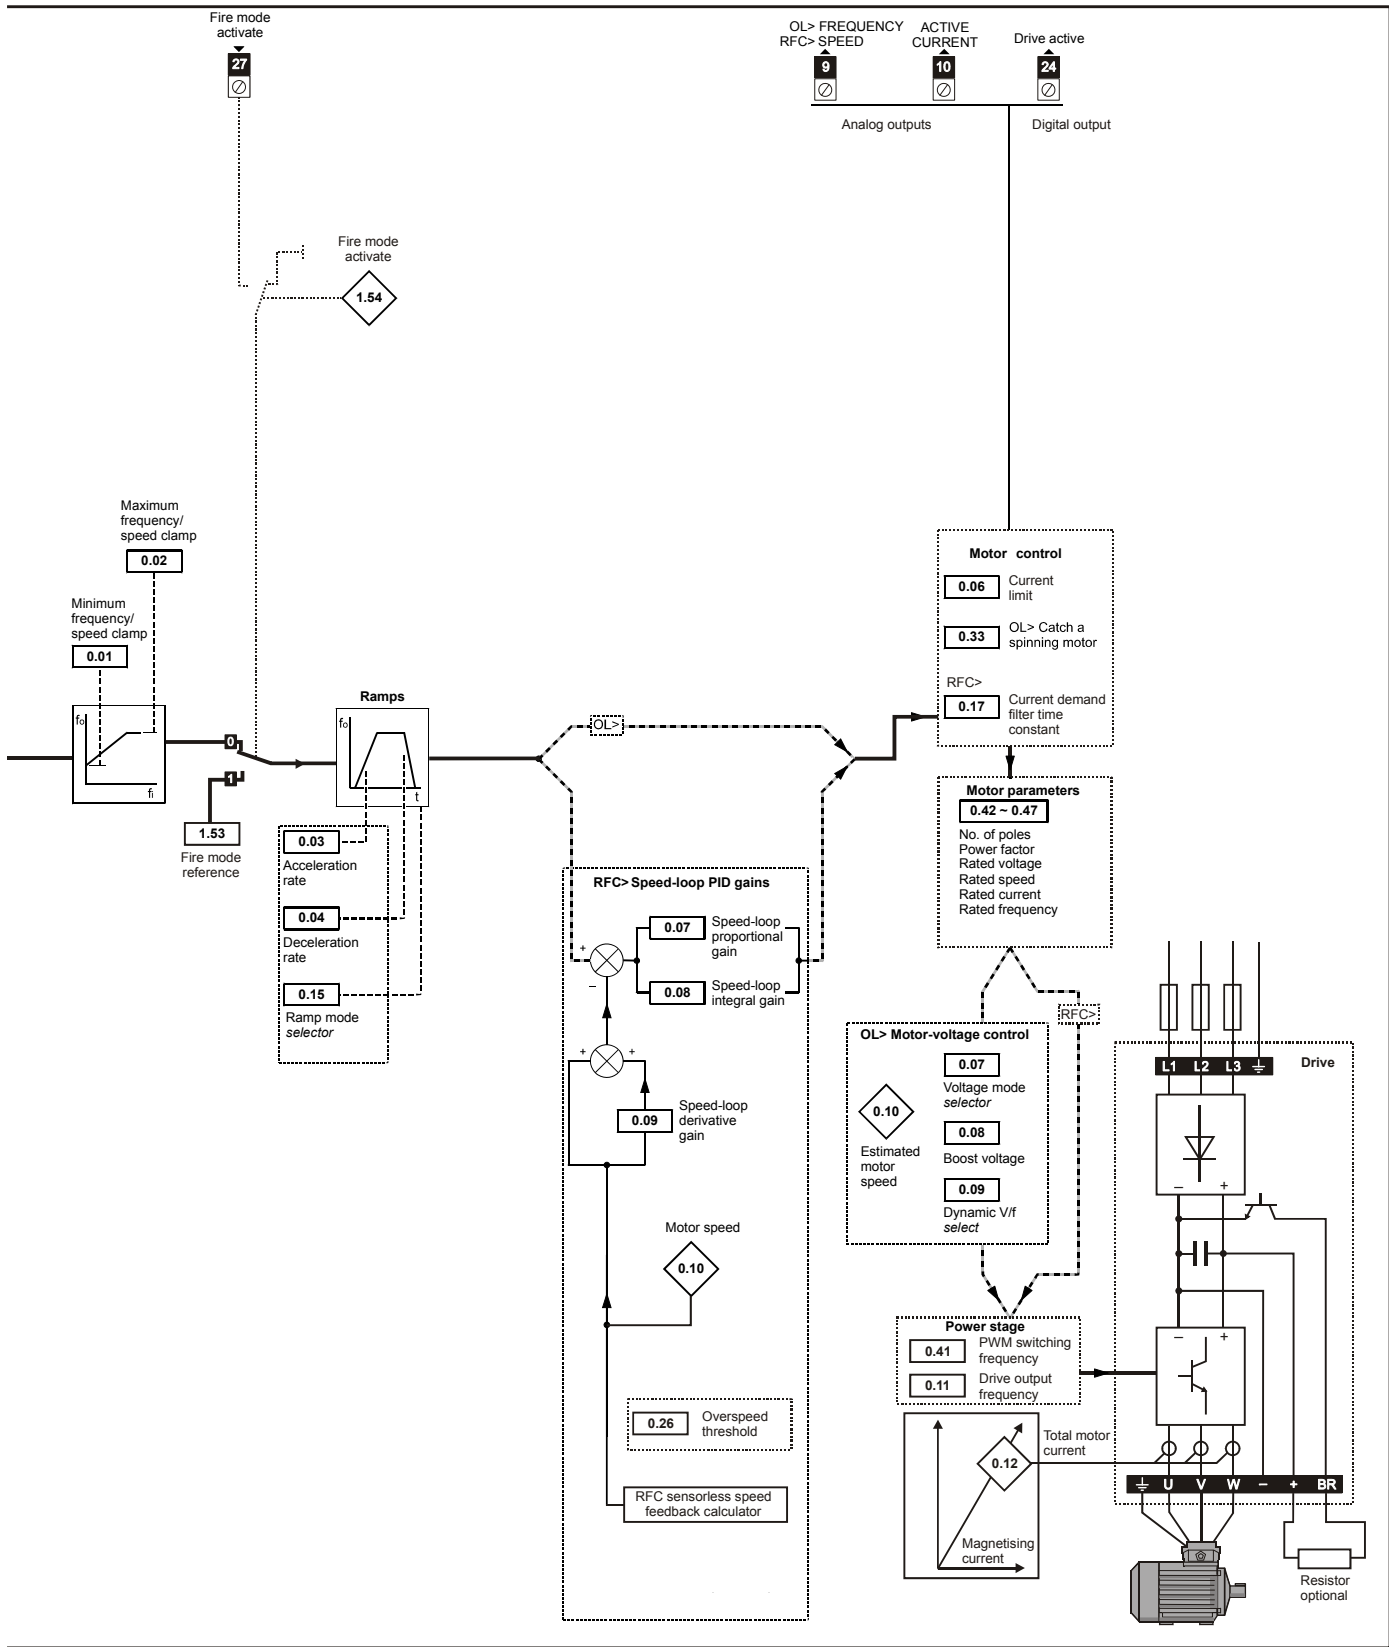 Fire mode
activate
27
OL> FREQUENCY
RFC> SPEED
9
ACTIVE
CURRENT
10
Drive active
24
Analog outputs
Digital output
Fire mode
activate
1.54
Maximum
frequency/
speed clamp
0.02
Minimum
frequency/
speed clamp
0.01
fo
fi
0
1
1.53
Fire mode
reference
Ramps
fo
t
0.03
Acceleration
rate
0.04
Deceleration
rate
0.15
Ramp mode
selector
OL>
RFC> Speed-loop PID gains
+
–
0.07
Speed-loop
proportional
gain
0.08
Speed-loop
integral gain
+
+
0.09
Speed-loop
derivative
gain
Motor speed
0.10
0.26
Overspeed
threshold
RFC sensorless speed
feedback calculator
Motor control
0.06
Current
limit
0.33
OL> Catch a
spinning motor
RFC>
0.17
Current demand
filter time
constant
Motor parameters
0.42 ~ 0.47
No. of poles
Power factor
Rated voltage
Rated speed
Rated current
Rated frequency
RFC>
OL> Motor-voltage control
0.10
Estimated
motor
speed
0.07
Voltage mode
selector
0.08
Boost voltage
0.09
Dynamic V/f
select
Power stage
0.41
PWM switching
frequency
0.11
Drive output
frequency
0.12
Total motor
current
Magnetising
current
Drive
L1 L2 L3
– +
– +
U V W – + BR
Resistor
optional